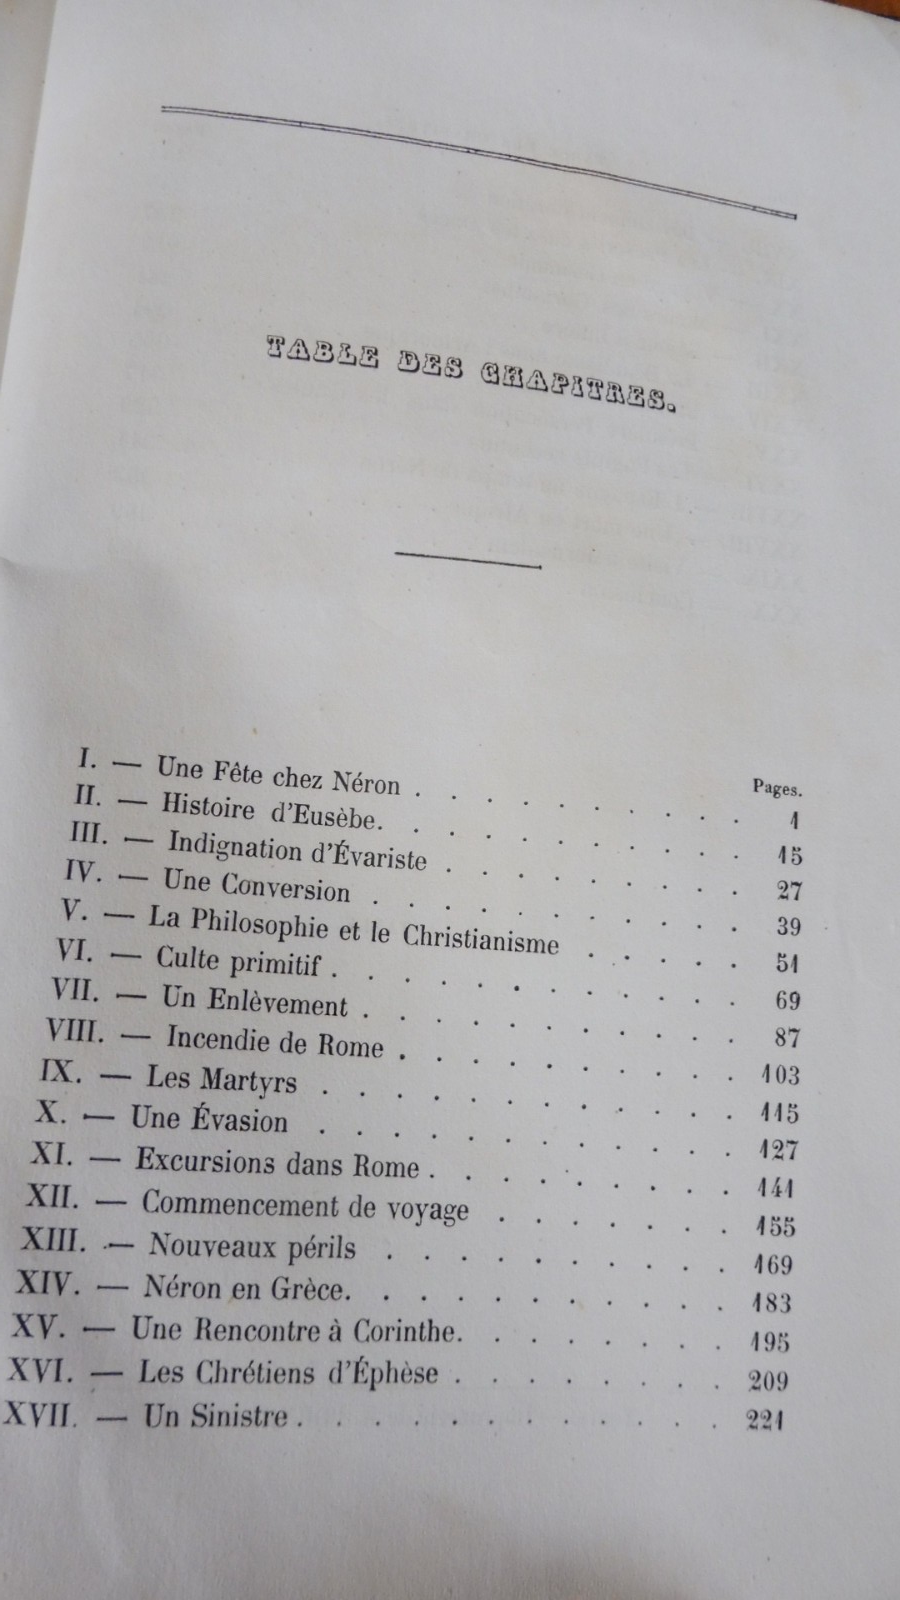 TABLE DES CHAPITRES.
Pages.
I. — Une Fête chez Néron . . . . . . . . . 1
II. — Histoire d'Eusèbe. . . . . . . . . . 15
III. — Indignation d'Évariste . . . . . . . . 27
IV. — Une Conversion . . . . . . . . . 39
V. — La Philosophie et le Christianisme . . . . . 51
VI. — Culte primitif . . . . . . . . . . . 69
VII. — Un Enlèvement . . . . . . . . . . 87
VIII. — Incendie de Rome . . . . . . . . . 103
IX. — Les Martyrs . . . . . . . . . . . 115
X. — Une Évasion . . . . . . . . . . . 127
XI. — Excursions dans Rome . . . . . . . . . 141
XII. — Commencement de voyage . . . . . . . 155
XIII. — Nouveaux périls . . . . . . . . . . 169
XIV. — Néron en Grèce. . . . . . . . . . . 183
XV. — Une Rencontre à Corinthe. . . . . . . . 195
XVI. — Les Chrétiens d'Éphèse . . . . . . . . 209
XVII. — Un Sinistre . . . . . . . . . . . . 221